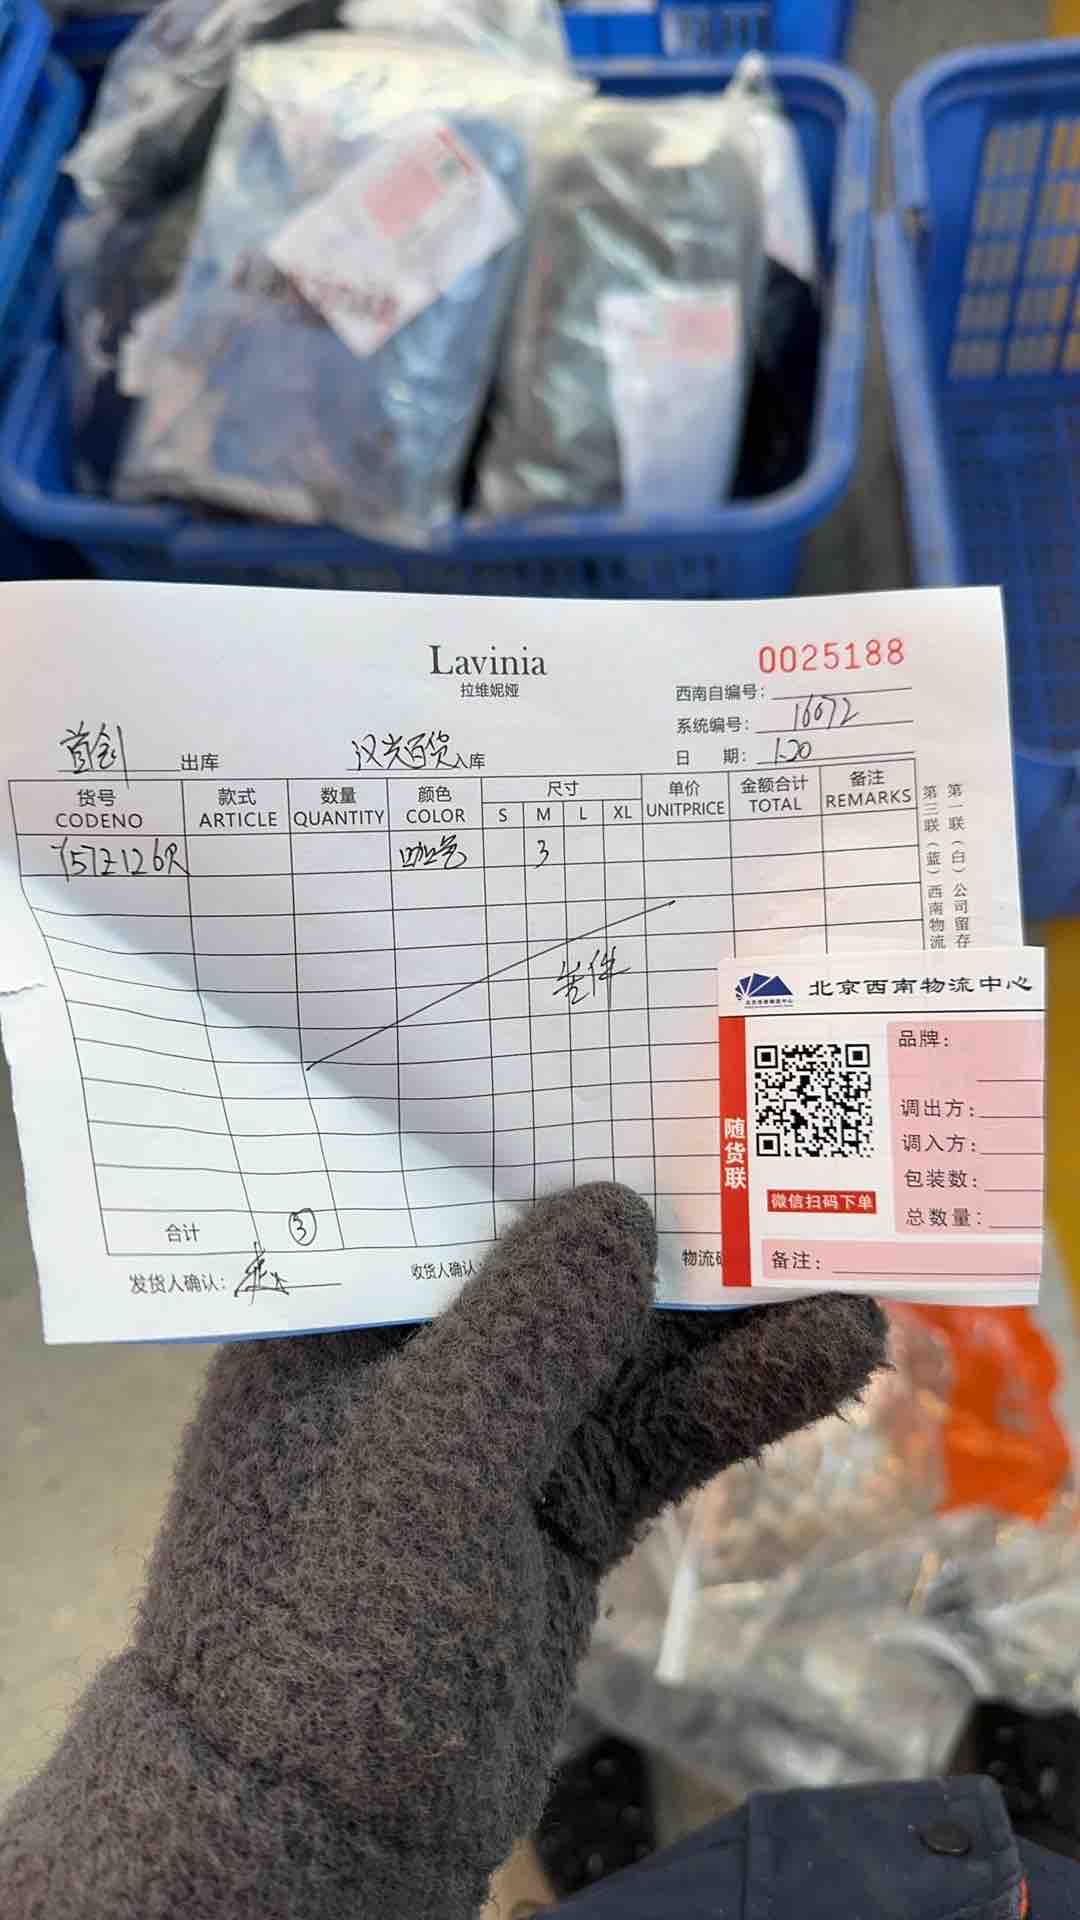 Lavinia
拉维妮娅
0025188
西南自编号:
系统编号: 16672
日 期: 1.20
首创 出库 汉光百货 入库
货号 款式 数量 颜色 尺寸 单价 金额合计 备注
CODENO ARTICLE QUANTITY COLOR S M L XL UNITPRICE TOTAL REMARKS
Y57Z126R 咖色 3
第一联(白)公司留存
第三联(蓝)西南物流
合计 3
发货人确认:
收货人确认:
北京西南物流中心
随货联
微信扫码下单
品牌:
调出方:
调入方:
包装数:
总数量:
备注: